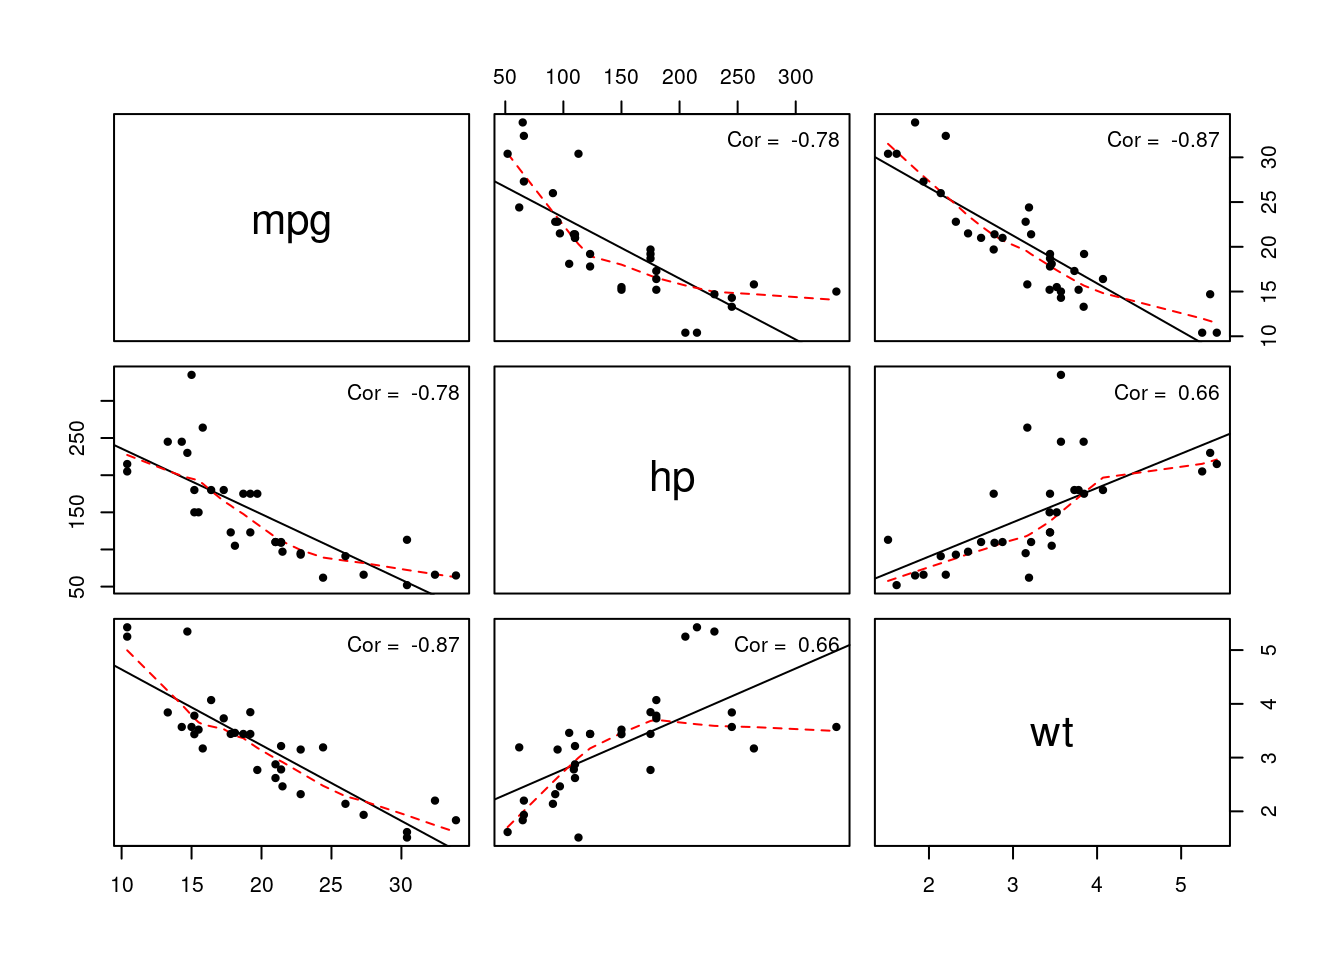 50 100 150 200 250 300
Cor = -0.78
Cor = -0.87
mpg
10 15 20 25 30
Cor = -0.78
Cor = 0.66
hp
50 150 250
Cor = -0.87
Cor = 0.66
wt
2 3 4 5
10 15 20 25 30
2 3 4 5